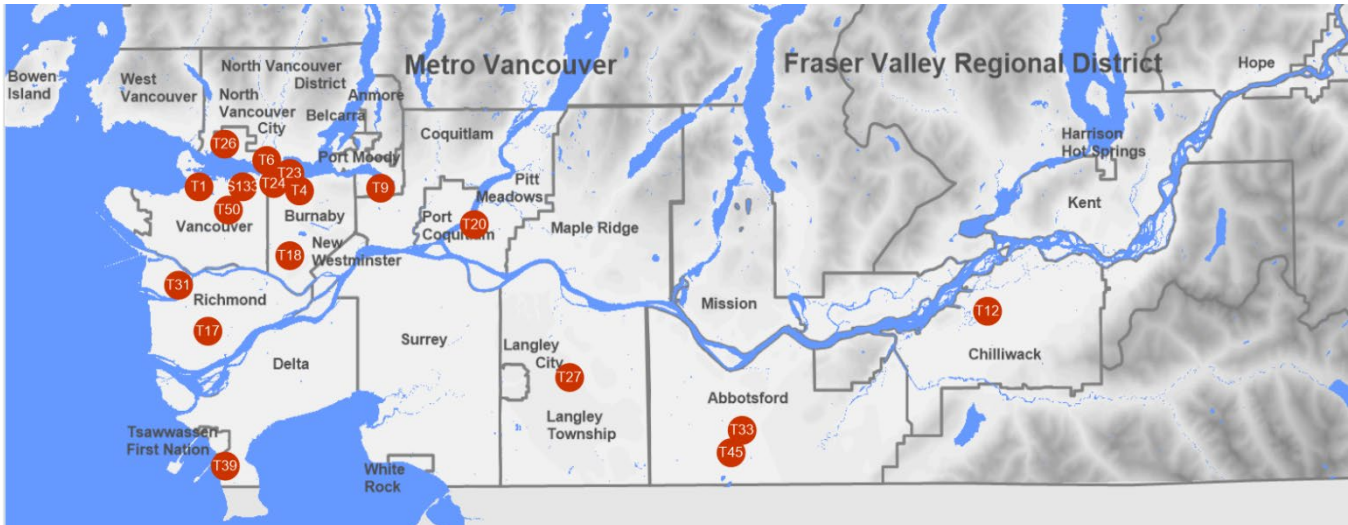 Metro Vancouver
Fraser Valley Regional District
Hope
Bowen
Island
West
Vancouver
North Vancouver
District
North
Vancouver
City
Anmore
Belcarra
Port Moody
Coquitlam
Pitt
Meadows
Port
Coquitlam
Maple Ridge
Mission
Harrison
Hot Springs
Kent
Vancouver
Burnaby
New
Westminster
Richmond
Delta
Surrey
Langley
City
Langley
Township
Abbotsford
Chilliwack
Tsawwassen
First Nation
White
Rock
T26
T6
T23
T1
S133
T24
T4
T9
T50
T20
T18
T31
T17
T12
T27
T33
T45
T39